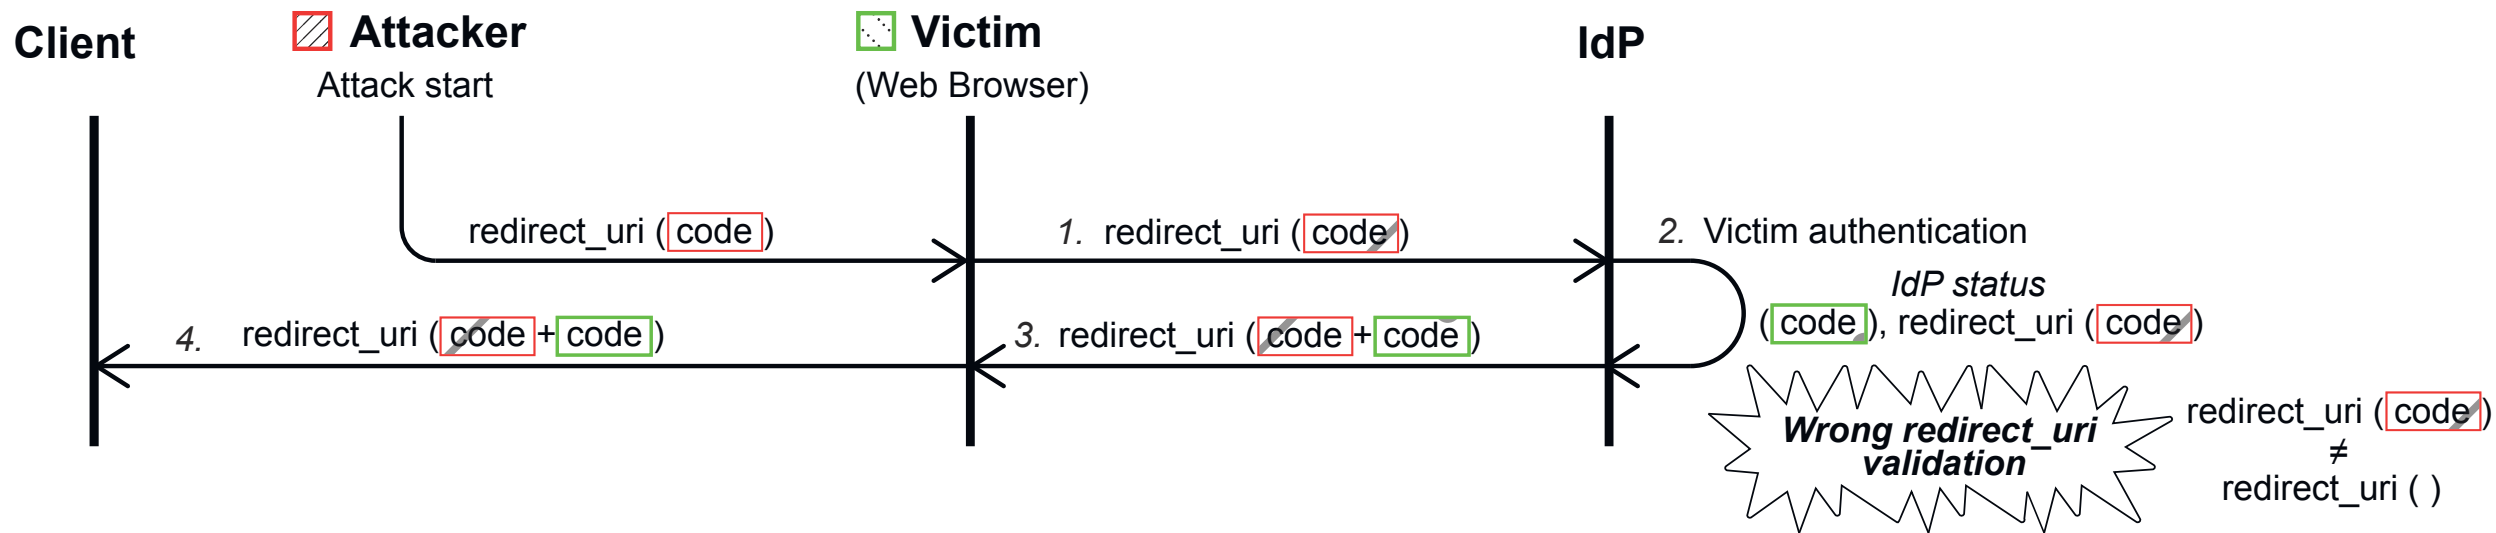 Client
Attacker
Attack start
Victim
(Web Browser)
IdP
redirect_uri (code)
1. redirect_uri (code)
2. Victim authentication
IdP status
(code), redirect_uri (code)
Wrong redirect_uri
validation
redirect_uri (code)
≠
redirect_uri ( )
3. redirect_uri (code+code)
4. redirect_uri (code+code)